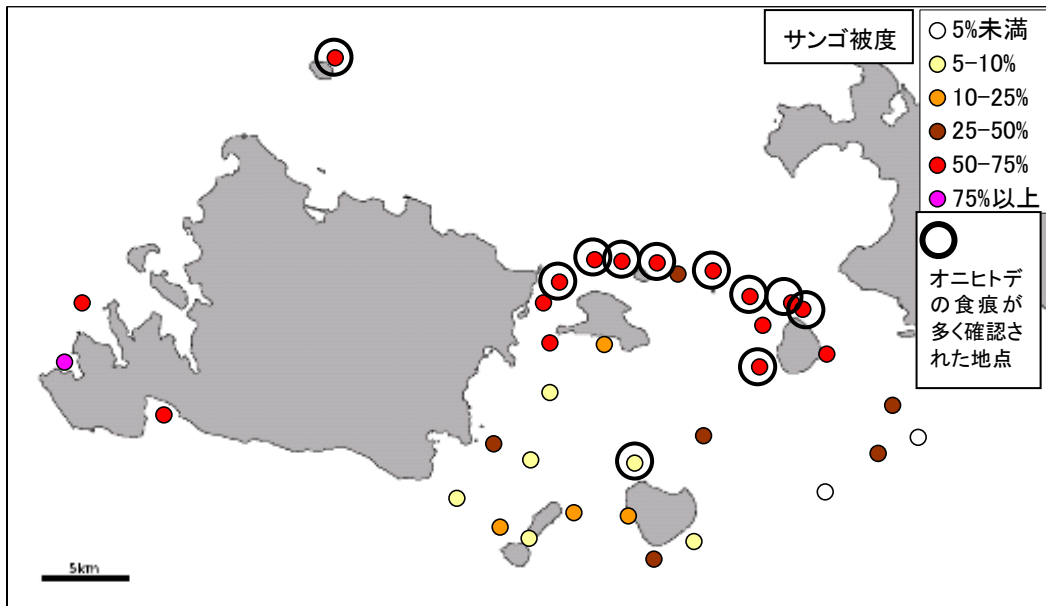 サンゴ被度
5%未満
5-10%
10-25%
25-50%
50-75%
75%以上
オニヒトデ
の食痕が
多く確認さ
れた地点
5km